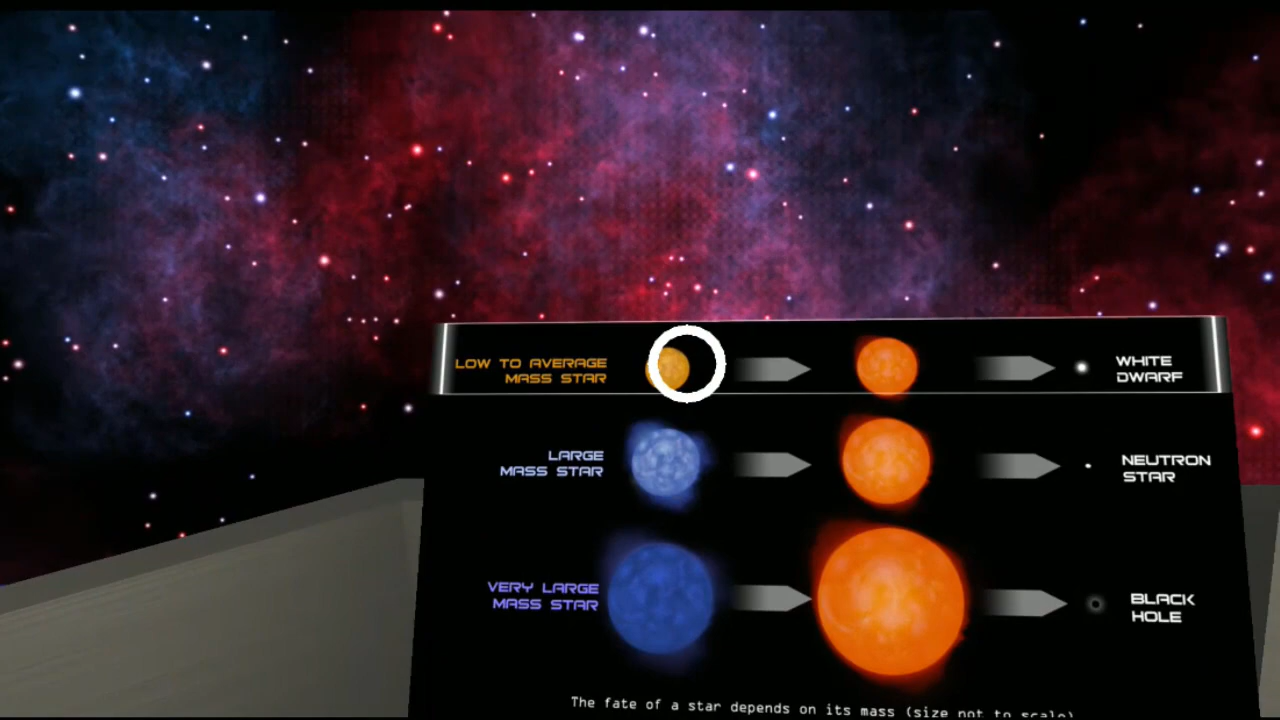 LOW TO AVERAGE
MASS STAR
WHITE
DWARF
LARGE
MASS STAR
NEUTRON
STAR
VERY LARGE
MASS STAR
BLACK
HOLE
The fate of a star depends on its mass (size not to scale)